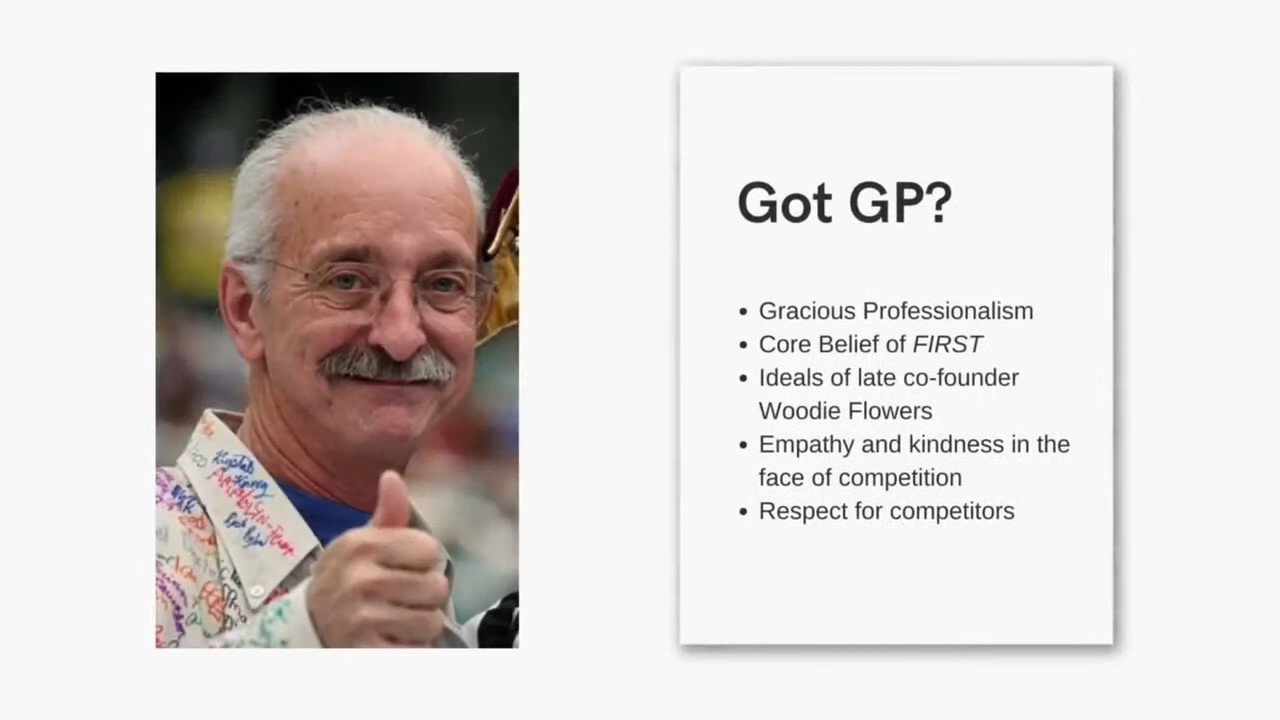 Got GP?
• Gracious Professionalism
• Core Belief of FIRST
• Ideals of late co-founder
Woodie Flowers
• Empathy and kindness in the
face of competition
• Respect for competitors